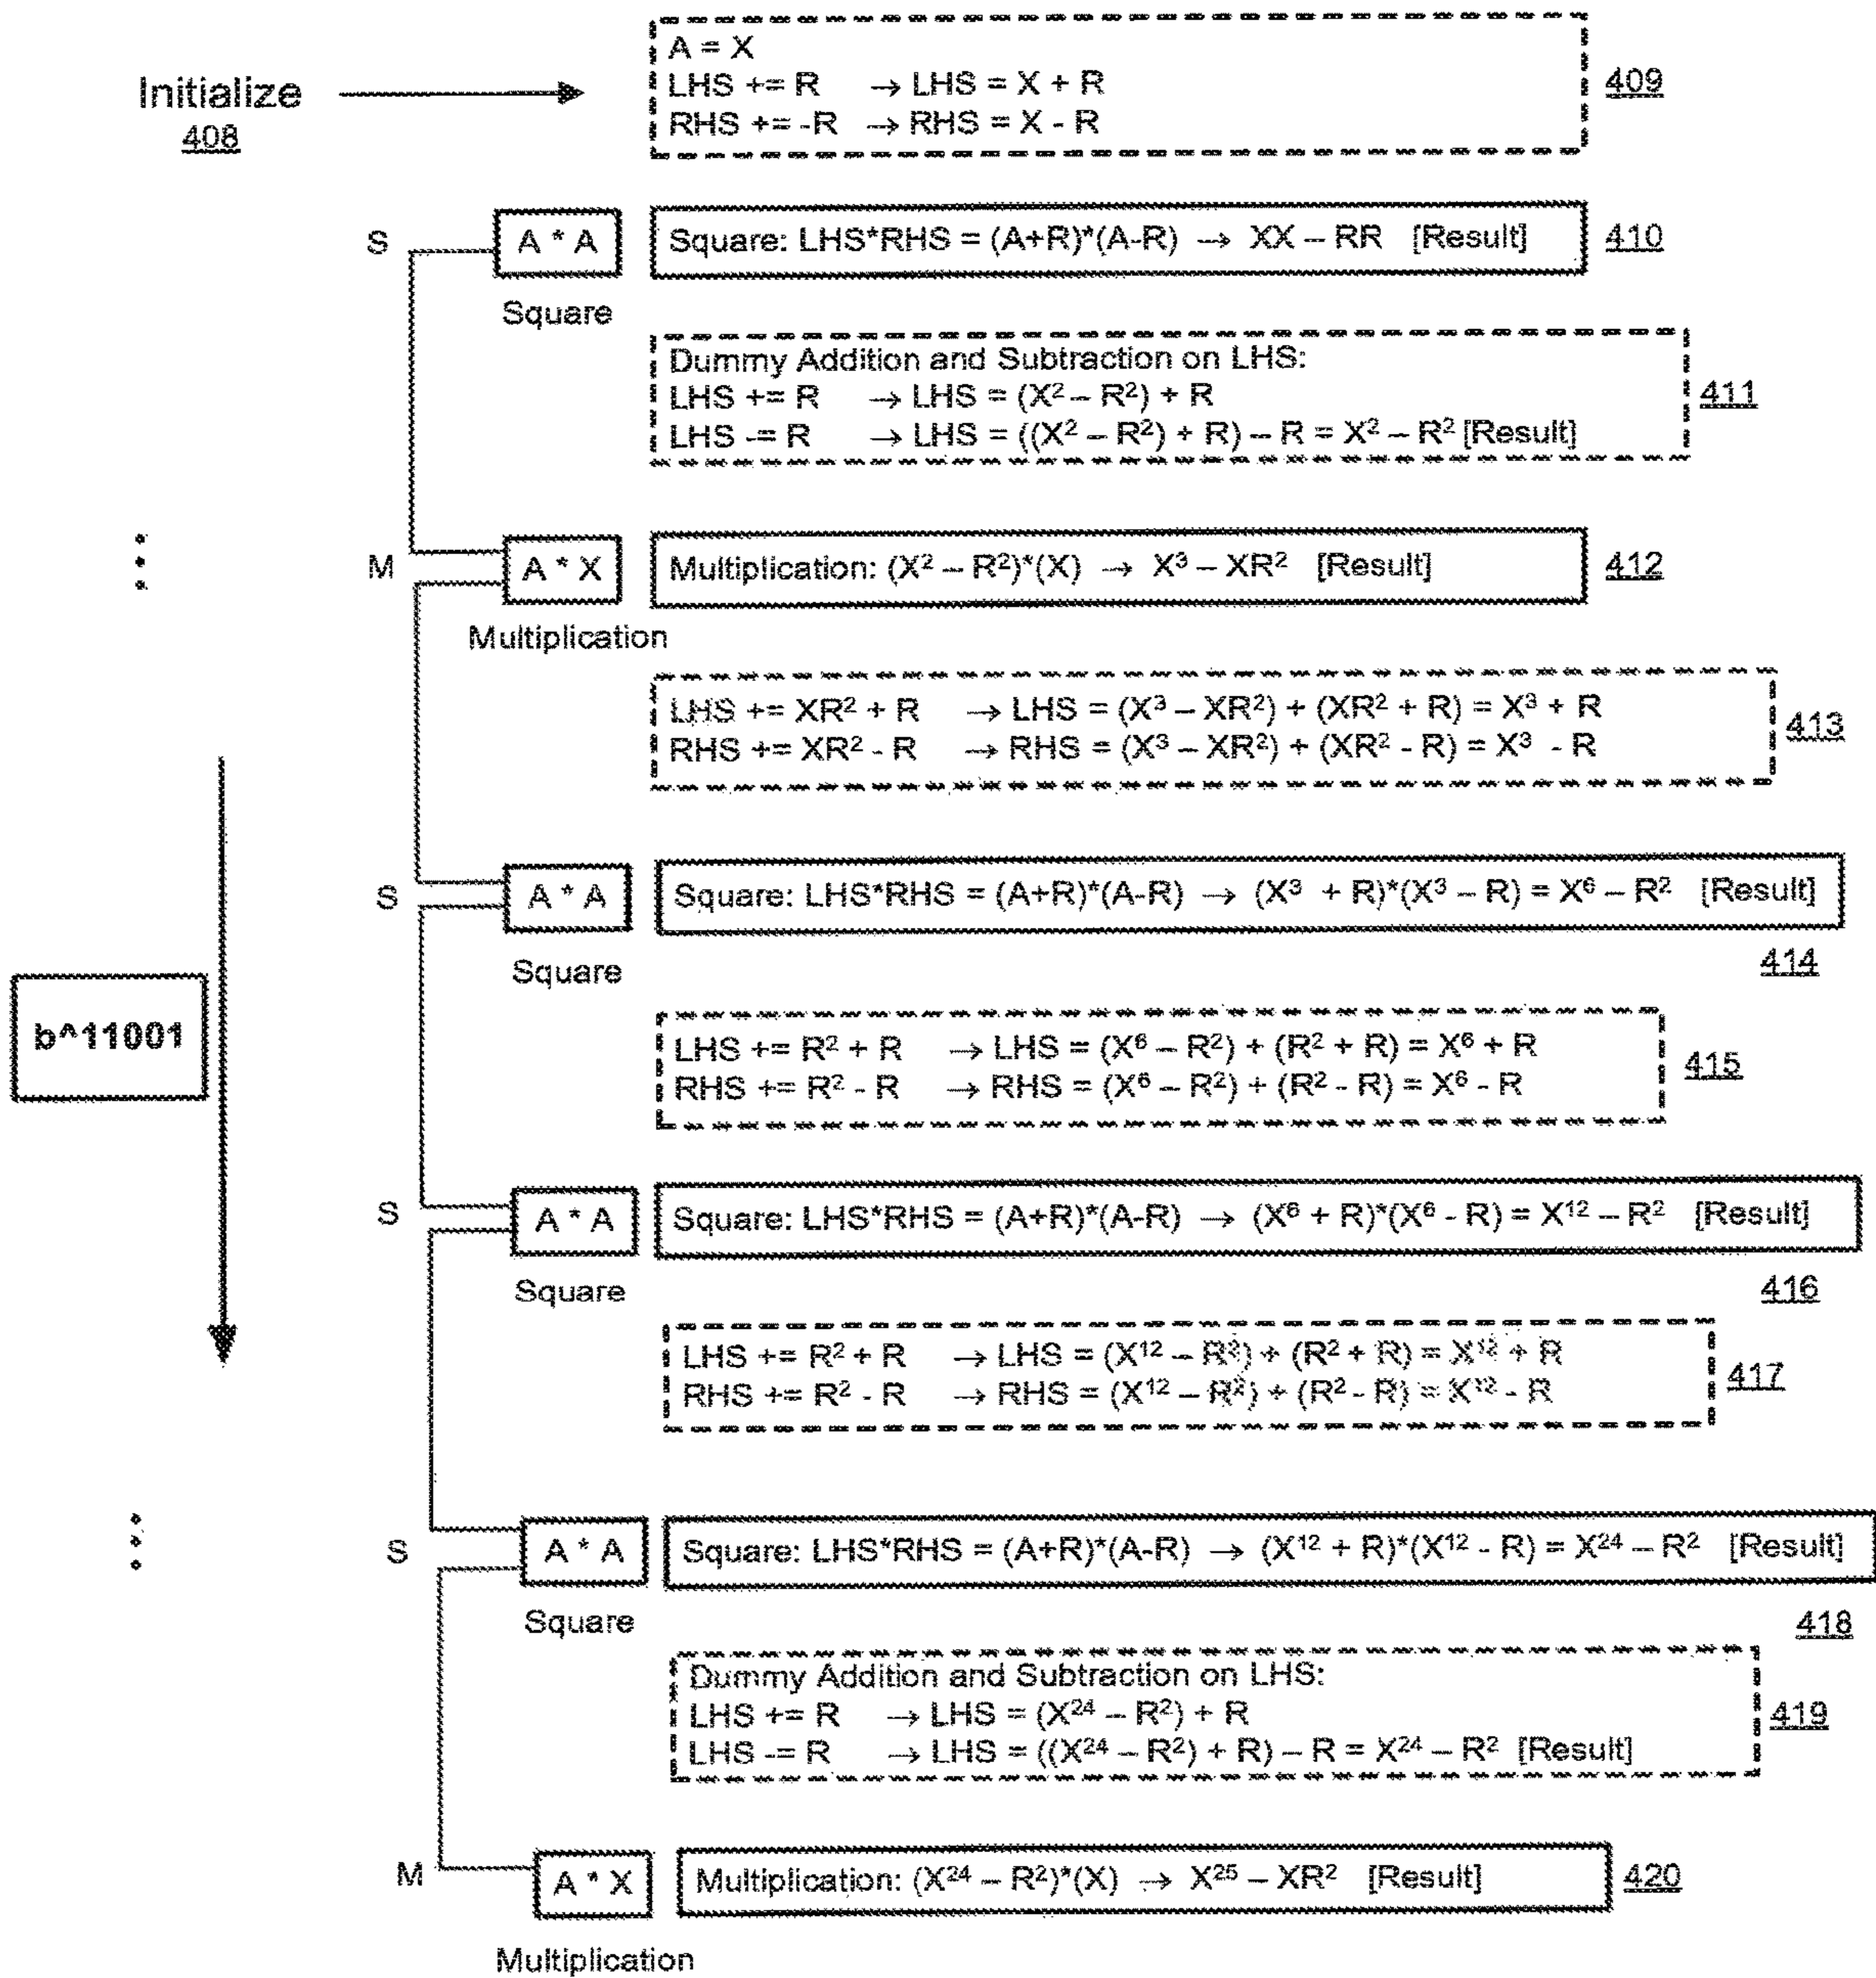 A = X
Initialize
408
LHS += R → LHS = X + R
RHS += -R → RHS = X - R
409
S
A * A
Square: LHS*RHS = (A+R)*(A-R) → XX – RR [Result]
410
Square
Dummy Addition and Subtraction on LHS:
LHS += R → LHS = (X² – R²) + R
LHS -= R → LHS = ((X² – R²) + R) – R = X² – R² [Result]
411
M
A * X
Multiplication: (X² – R²)*(X) → X³ – XR² [Result]
412
Multiplication
LHS += XR² + R → LHS = (X³ – XR²) + (XR² + R) = X³ + R
RHS += XR² - R → RHS = (X³ – XR²) + (XR² - R) = X³ - R
413
S
A * A
Square: LHS*RHS = (A+R)*(A-R) → (X³ + R)*(X³ – R) = X⁶ – R² [Result]
414
Square
b^11001
LHS += R² + R → LHS = (X⁶ – R²) + (R² + R) = X⁶ + R
RHS += R² - R → RHS = (X⁶ – R²) + (R² - R) = X⁶ - R
415
S
A * A
Square: LHS*RHS = (A+R)*(A-R) → (X⁶ + R)*(X⁶ - R) = X¹² – R² [Result]
416
Square
LHS += R² + R → LHS = (X¹² – R²) + (R² + R) = X¹² + R
RHS += R² - R → RHS = (X¹² – R²) + (R² - R) = X¹² - R
417
S
A * A
Square: LHS*RHS = (A+R)*(A-R) → (X¹² + R)*(X¹² - R) = X²⁴ – R² [Result]
418
Square
Dummy Addition and Subtraction on LHS:
LHS += R → LHS = (X²⁴ – R²) + R
LHS -= R → LHS = ((X²⁴ – R²) + R) – R = X²⁴ – R² [Result]
419
M
A * X
Multiplication: (X²⁴ – R²)*(X) → X²⁵ – XR² [Result]
420
Multiplication